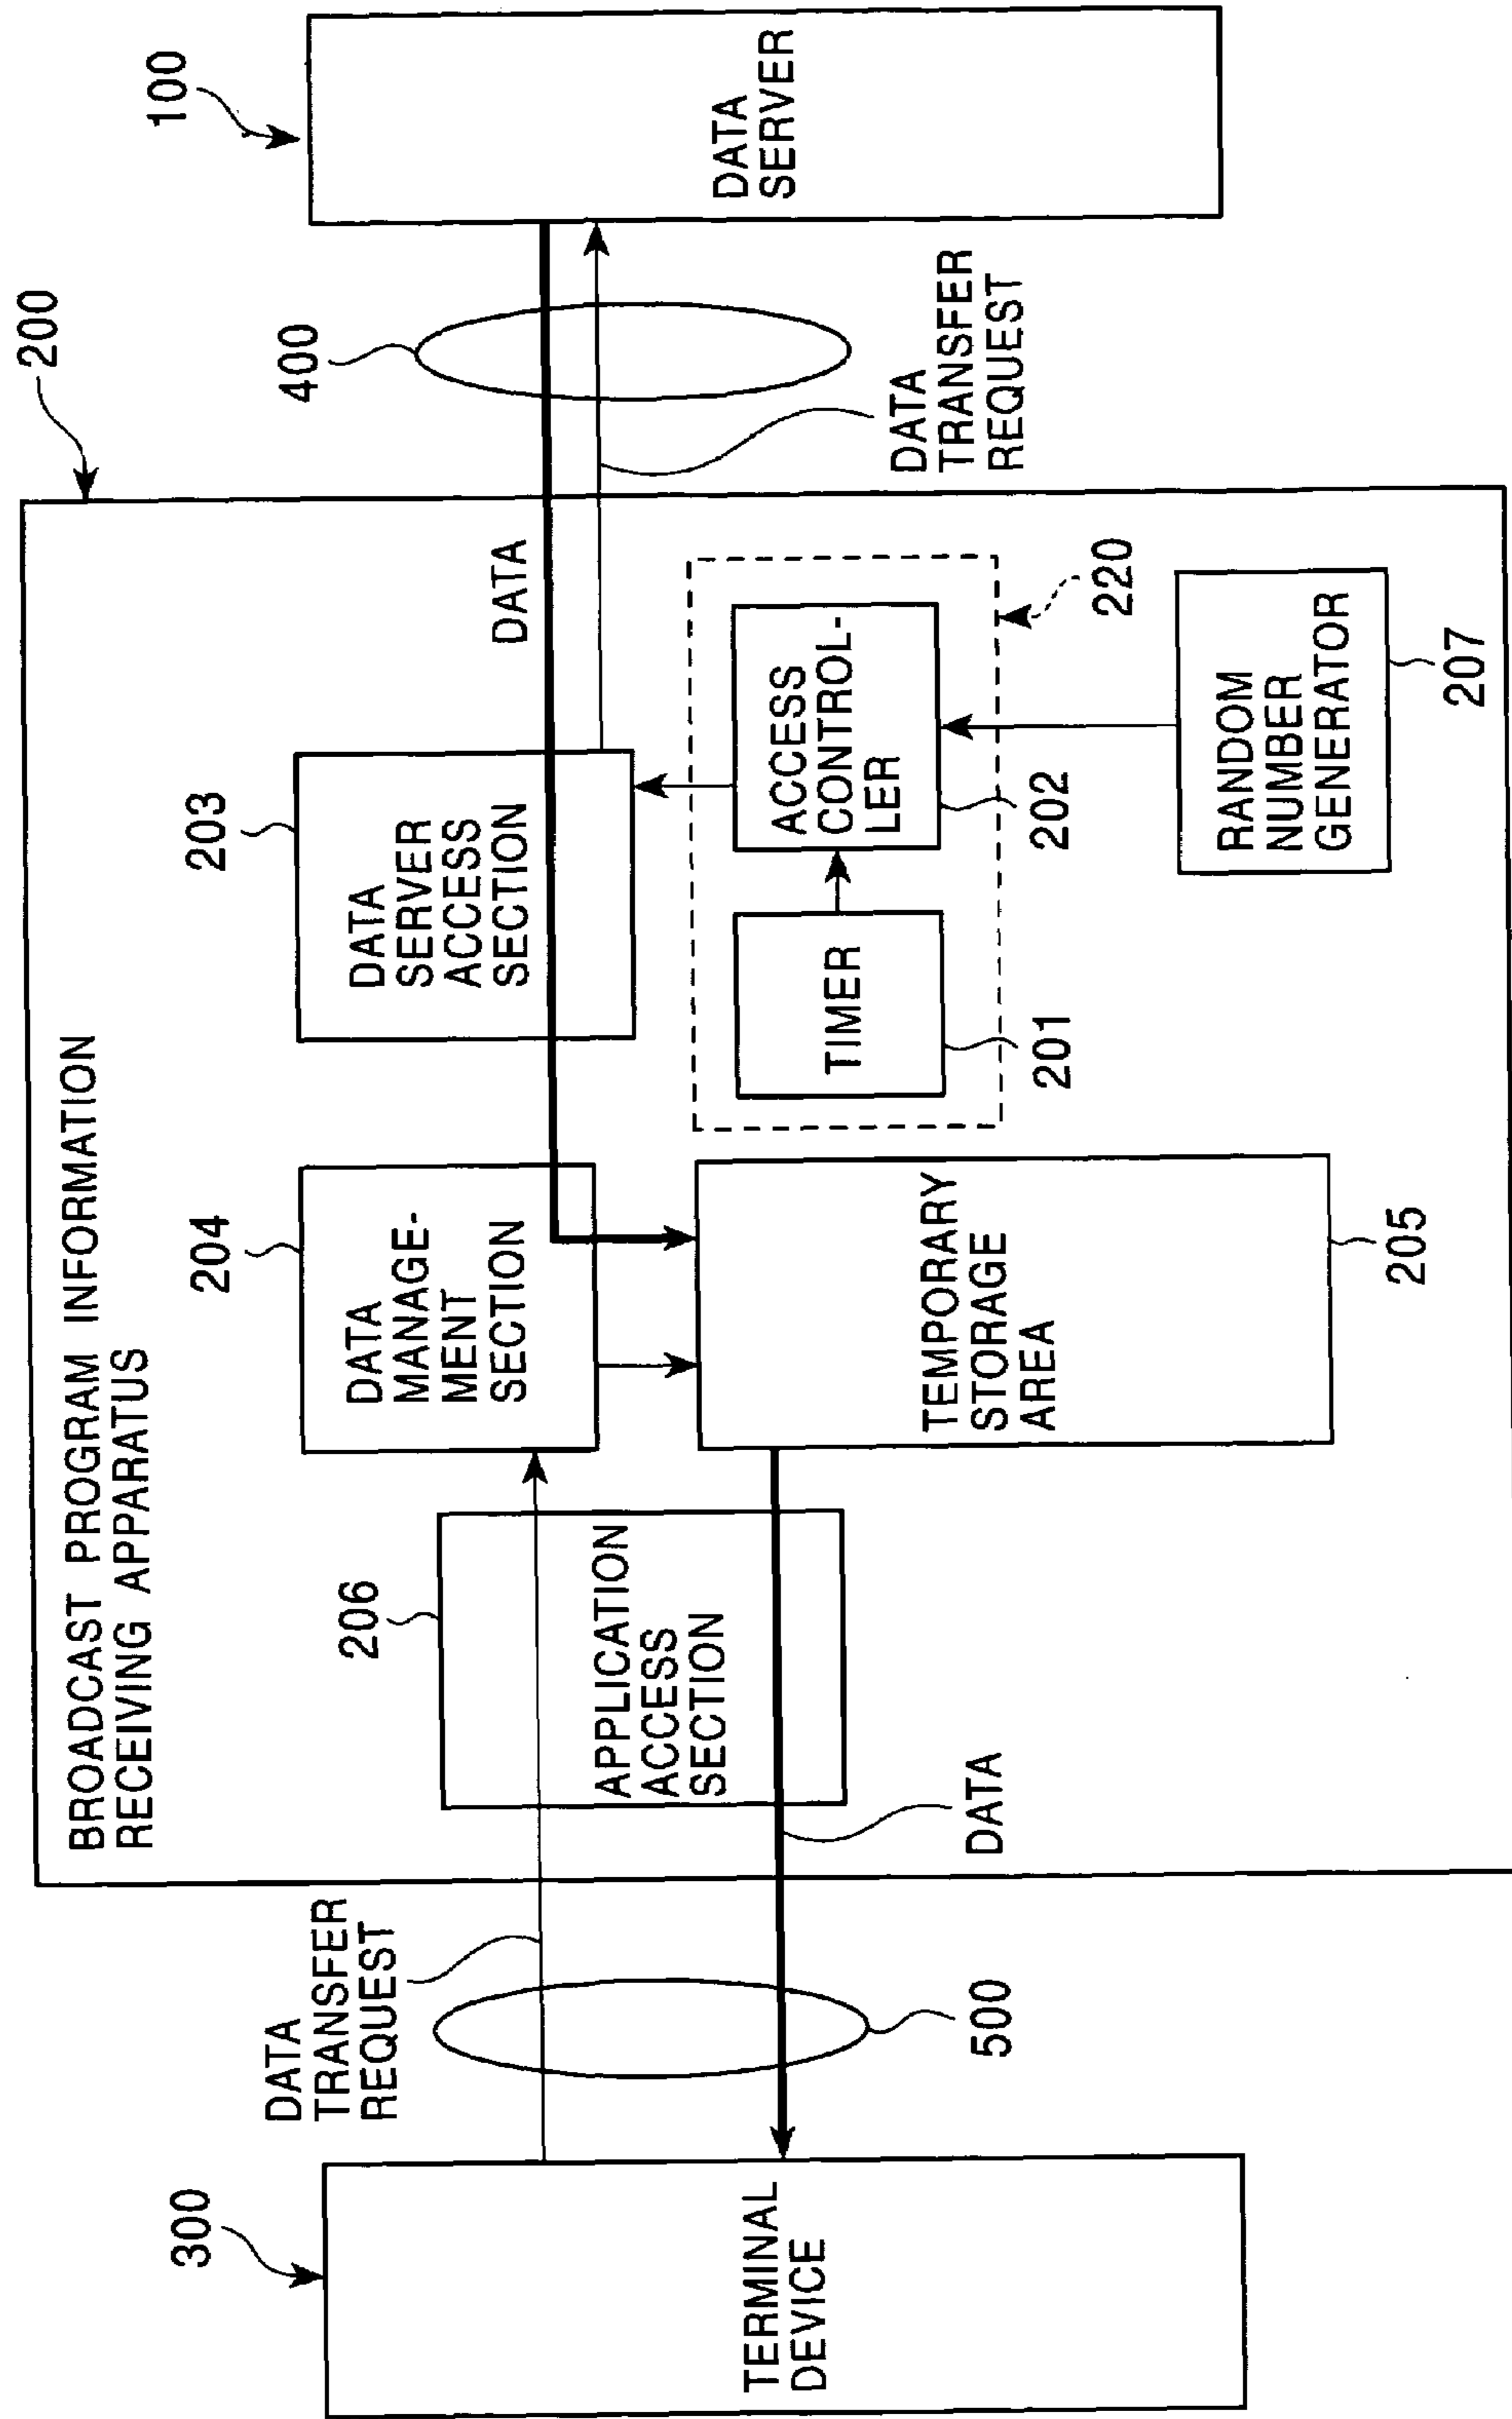 BROADCAST PROGRAM INFORMATION
RECEIVING APPARATUS
200
100
DATA
SERVER
400
DATA
TRANSFER
REQUEST
DATA
203
DATA
SERVER
ACCESS
SECTION
220
ACCESS
CONTROL-
LER
202
TIMER
201
RANDOM
NUMBER
GENERATOR
207
204
DATA
MANAGE-
MENT
SECTION
TEMPORARY
STORAGE
AREA
205
206
APPLICATION
ACCESS
SECTION
DATA
DATA
TRANSFER
REQUEST
500
300
TERMINAL
DEVICE